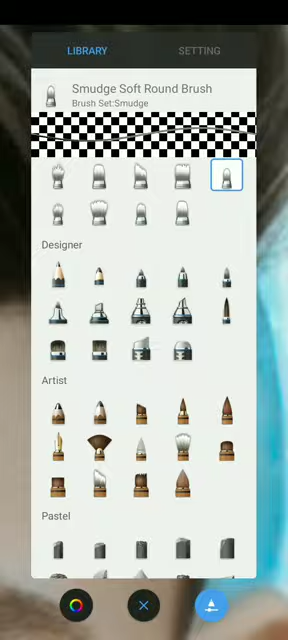 LIBRARY SETTING
Smudge Soft Round Brush
Brush Set:Smudge
Designer
Artist
Pastel